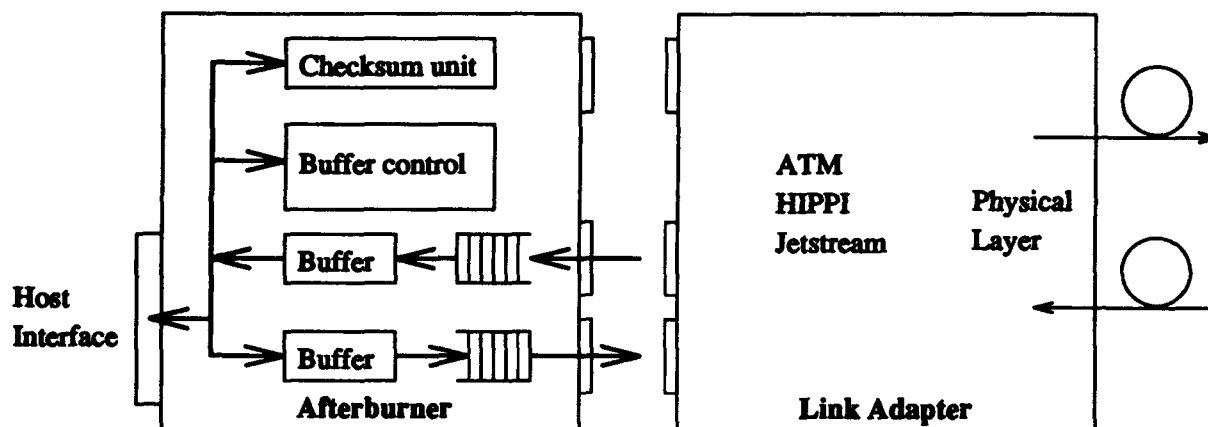 Checksum unit
Buffer control
Buffer
Buffer
Host
Interface
Afterburner
ATM
HIPPI
Jetstream
Physical
Layer
Link Adapter